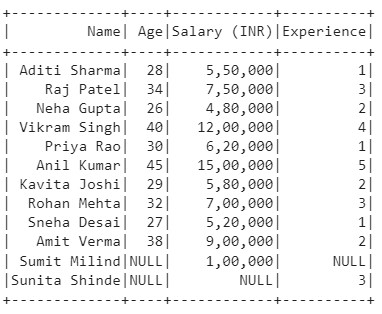 +-------------+----+------------+----------+
|         Name| Age|Salary (INR)|Experience|
+-------------+----+------------+----------+
| Aditi Sharma|  28|    5,50,000|         1|
|    Raj Patel|  34|    7,50,000|         3|
|   Neha Gupta|  26|    4,80,000|         2|
| Vikram Singh|  40|   12,00,000|         4|
|    Priya Rao|  30|    6,20,000|         1|
|   Anil Kumar|  45|   15,00,000|         5|
| Kavita Joshi|  29|    5,80,000|         2|
|  Rohan Mehta|  32|    7,00,000|         3|
|  Sneha Desai|  27|    5,20,000|         1|
|   Amit Verma|  38|    9,00,000|         2|
| Sumit Milind|NULL|    1,00,000|      NULL|
|Sunita Shinde|NULL|        NULL|         3|
+-------------+----+------------+----------+